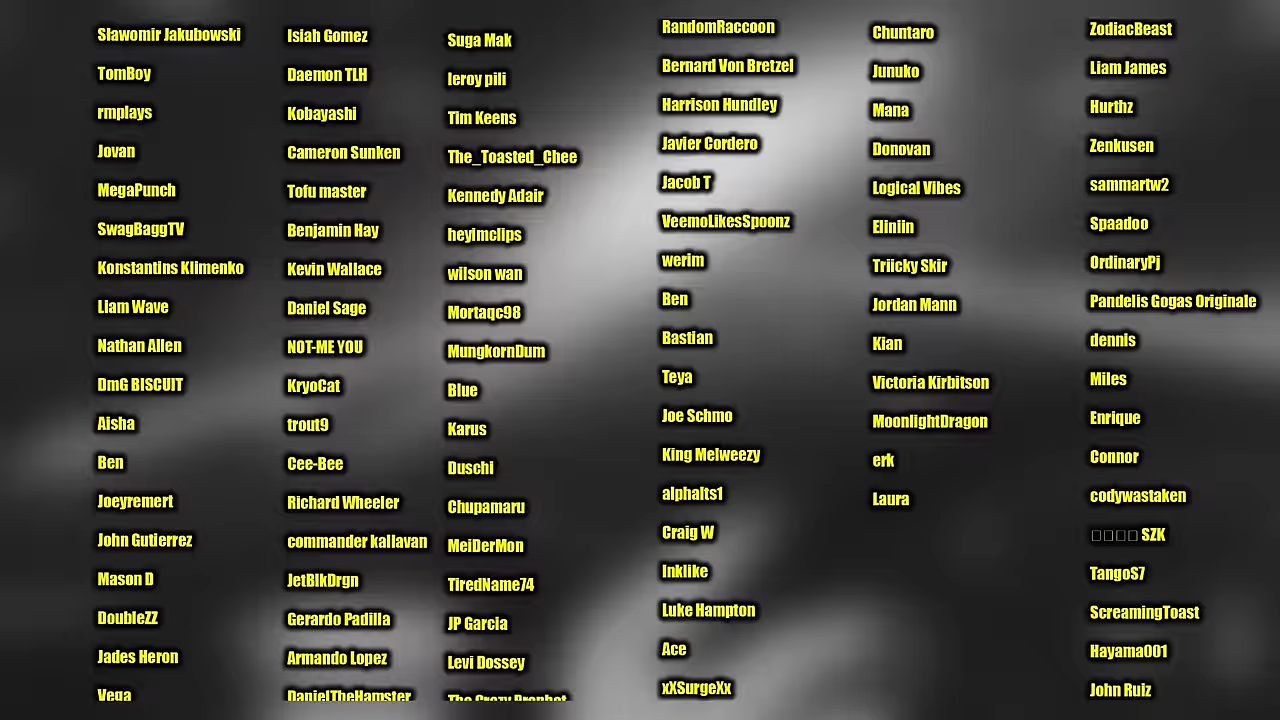 Sławomir Jakubowski
TomBoy
rmplays
Jovan
MegaPunch
SwagBaggTV
Konstantins Klimenko
Liam Wave
Nathan Allen
DmG BISCUIT
Aisha
Ben
Joeyremert
John Gutierrez
Mason D
DoubleZZ
Jades Heron
Vega
Isiah Gomez
Daemon TLH
Kobayashi
Cameron Sunken
Tofu master
Benjamin Hay
Kevin Wallace
Daniel Sage
NOT-ME YOU
KryoCat
trout9
Cee-Bee
Richard Wheeler
commander kallavan
JetBlkDrgn
Gerardo Padilla
Armando Lopez
DanielTheHamster
Suga Mak
leroy pili
Tim Keens
The_Toasted_Chee
Kennedy Adair
heyimclips
wilson wan
Mortaqc98
MungkornDum
Blue
Karus
Duschi
Chupamaru
MeiDerMon
TiredName74
JP Garcia
Levi Dossey
The Crazy Prophet
RandomRaccoon
Bernard Von Bretzel
Harrison Hundley
Javier Cordero
Jacob T
VeemoLikesSpoonz
werim
Ben
Bastian
Teya
Joe Schmo
King Melweezy
alphalts1
Craig W
Inklike
Luke Hampton
Ace
xXSurgeXx
Chuntaro
Junuko
Mana
Donovan
Logical Vibes
Eliniin
Triicky Skir
Jordan Mann
Kian
Victoria Kirbitson
MoonlightDragon
erk
Laura
ZodiacBeast
Liam James
Hurthz
Zenkusen
sammartw2
Spaadoo
OrdinaryPj
Pandelis Gogas Originale
dennis
Miles
Enrique
Connor
codywastaken
SZK
TangoS7
ScreamingToast
Hayama001
John Ruiz